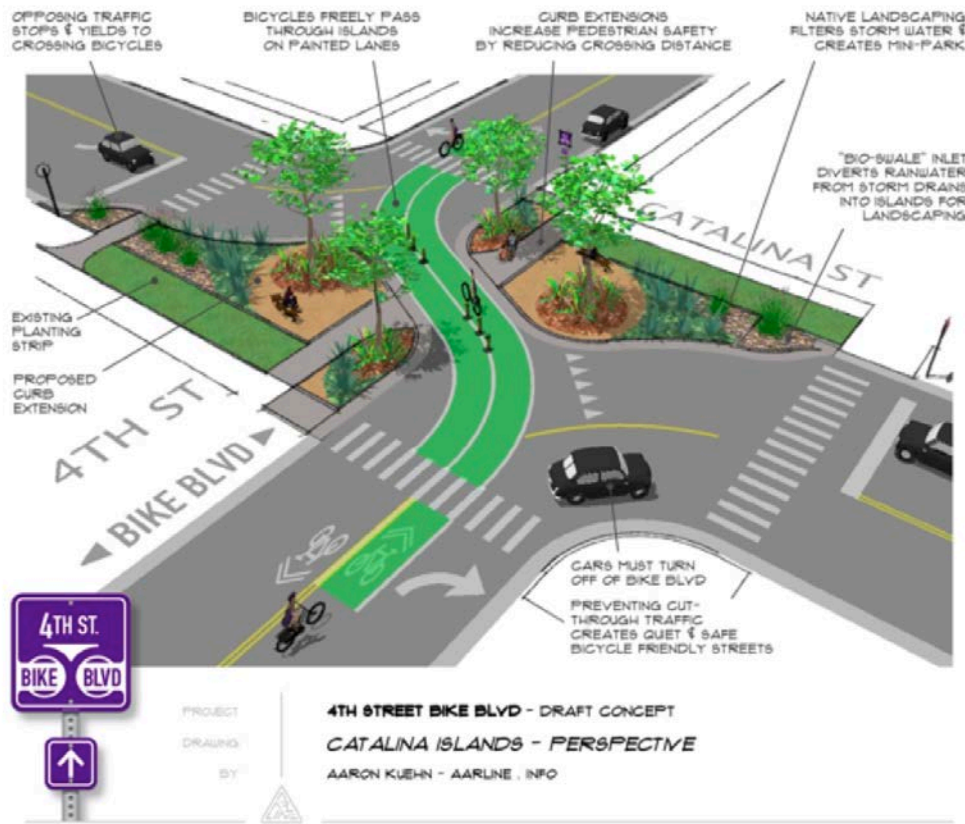 OPPOSING TRAFFIC
STOPS & YIELDS TO
CROSSING BICYCLES
BICYCLES FREELY PASS
THROUGH ISLANDS
ON PAINTED LANES
CURB EXTENSIONS
INCREASE PEDESTRIAN SAFETY
BY REDUCING CROSSING DISTANCE
NATIVE LANDSCAPING
FILTERS STORM WATER &
CREATES MINI-PARK
"BIO-SWALE" INLET
DIVERTS RAINWATER
FROM STORM DRAINS
INTO ISLANDS FOR
LANDSCAPING
CATALINA ST
EXISTING
PLANTING
STRIP
PROPOSED
CURB
EXTENSION
4TH ST
BIKE BLVD
CARS MUST TURN
OFF OF BIKE BLVD
PREVENTING CUT-
THROUGH TRAFFIC
CREATES QUIET & SAFE
BICYCLE FRIENDLY STREETS
4TH ST.
BIKE BLVD
PROJECT 4TH STREET BIKE BLVD - DRAFT CONCEPT
DRAWING CATALINA ISLANDS - PERSPECTIVE
BY AARON KUEHN - AARLINE . INFO